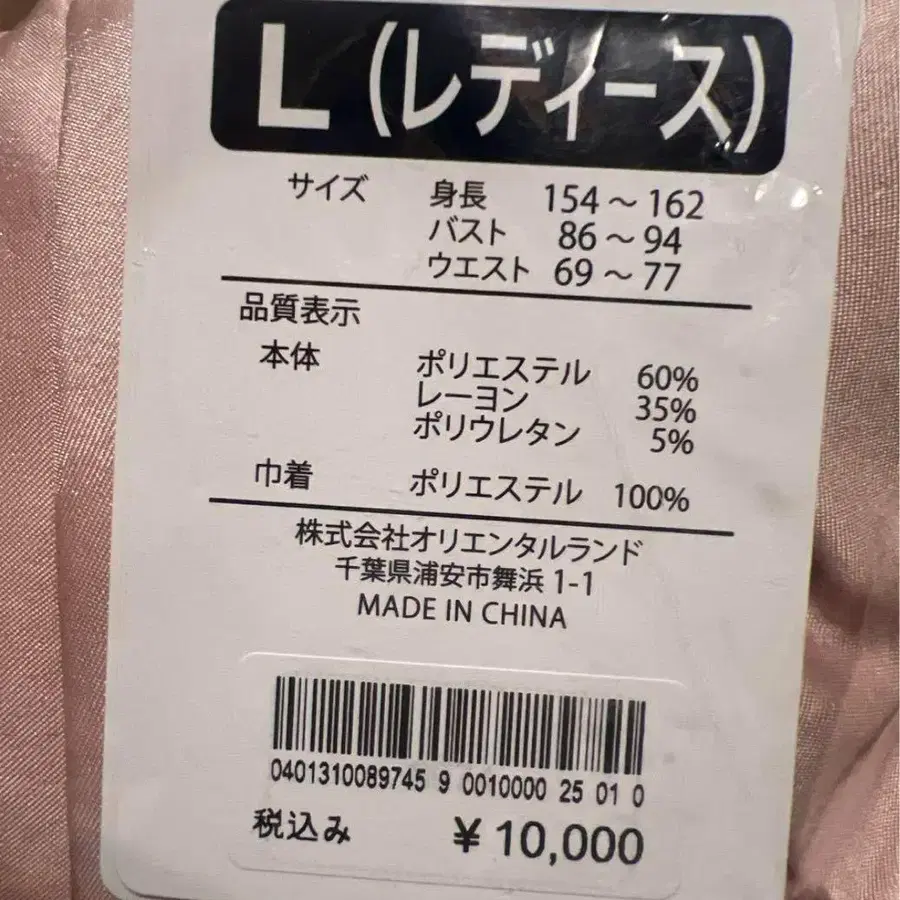 L(レディース)
サイズ 身長 154～162
バスト 86～94
ウエスト 69～77
品質表示
本体 ポリエステル 60%
レーヨン 35%
ポリウレタン 5%
巾着 ポリエステル 100%
株式会社オリエンタルランド
千葉県浦安市舞浜 1-1
MADE IN CHINA
0401310089745 9 0010000 25 01 0
税込み ¥10,000